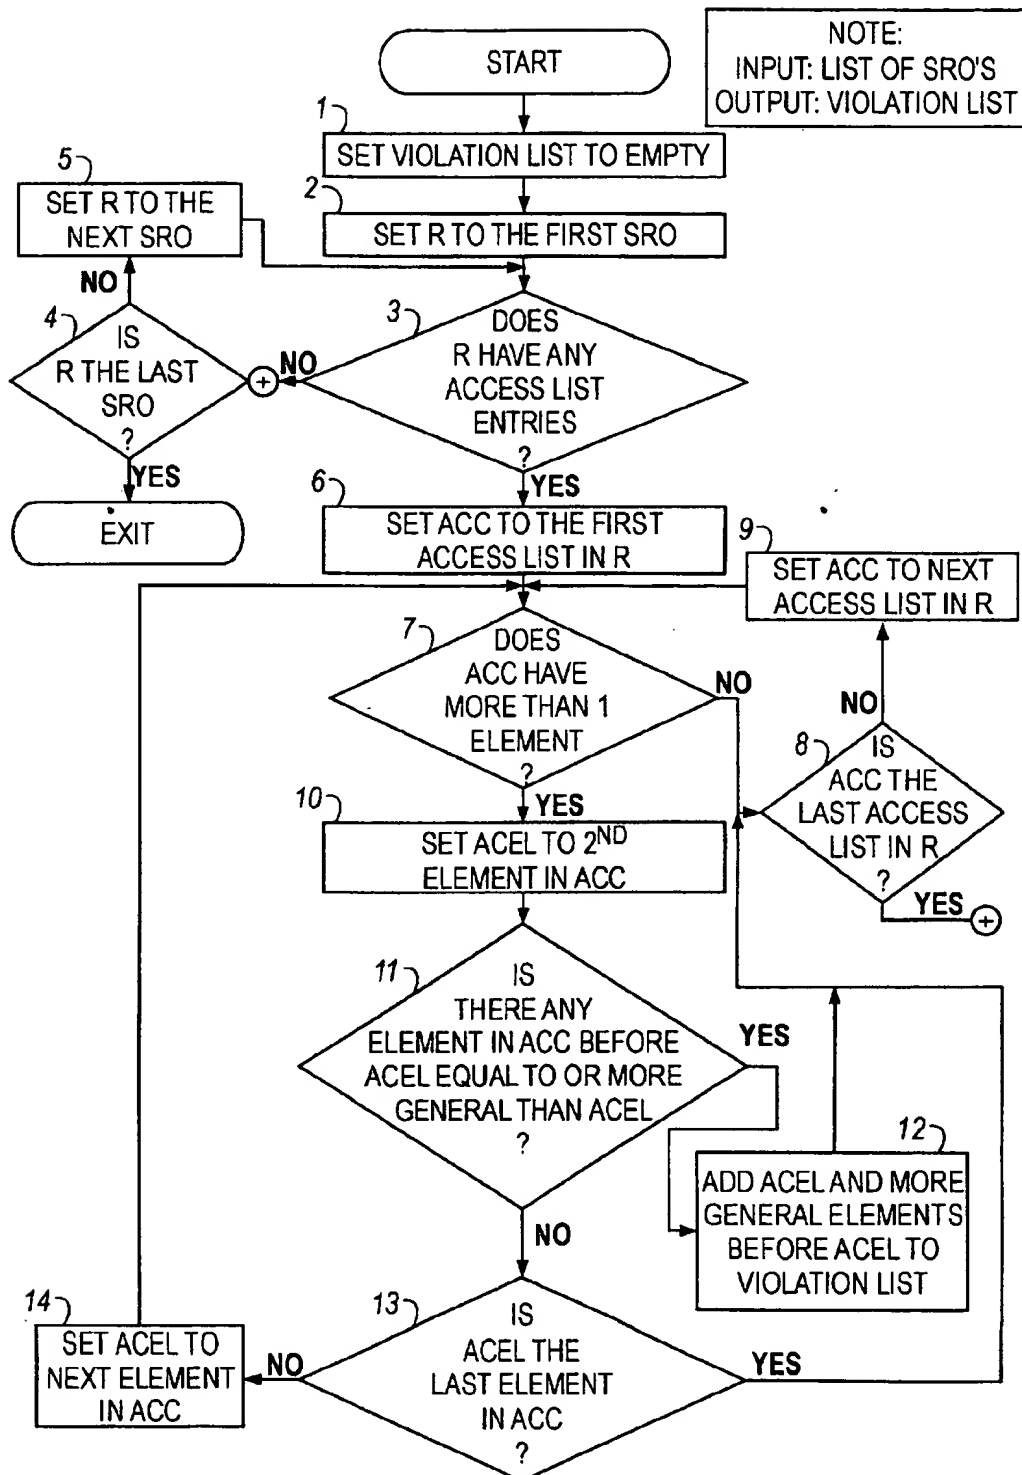 START
NOTE:
INPUT: LIST OF SRO'S
OUTPUT: VIOLATION LIST
1
SET VIOLATION LIST TO EMPTY
2
SET R TO THE FIRST SRO
5
SET R TO THE
NEXT SRO
NO
4
IS
R THE LAST
SRO
?
YES
EXIT
3
DOES
R HAVE ANY
ACCESS LIST
ENTRIES
?
NO
+
YES
6
SET ACC TO THE FIRST
ACCESS LIST IN R
9
SET ACC TO NEXT
ACCESS LIST IN R
7
DOES
ACC HAVE
MORE THAN 1
ELEMENT
?
NO
YES
NO
8
IS
ACC THE
LAST ACCESS
LIST IN R
?
YES
+
10
SET ACEL TO 2ND
ELEMENT IN ACC
11
IS
THERE ANY
ELEMENT IN ACC BEFORE
ACEL EQUAL TO OR MORE
GENERAL THAN ACEL
?
YES
NO
12
ADD ACEL AND MORE
GENERAL ELEMENTS
BEFORE ACEL TO
VIOLATION LIST
13
IS
ACEL THE
LAST ELEMENT
IN ACC
?
YES
NO
14
SET ACEL TO
NEXT ELEMENT
IN ACC